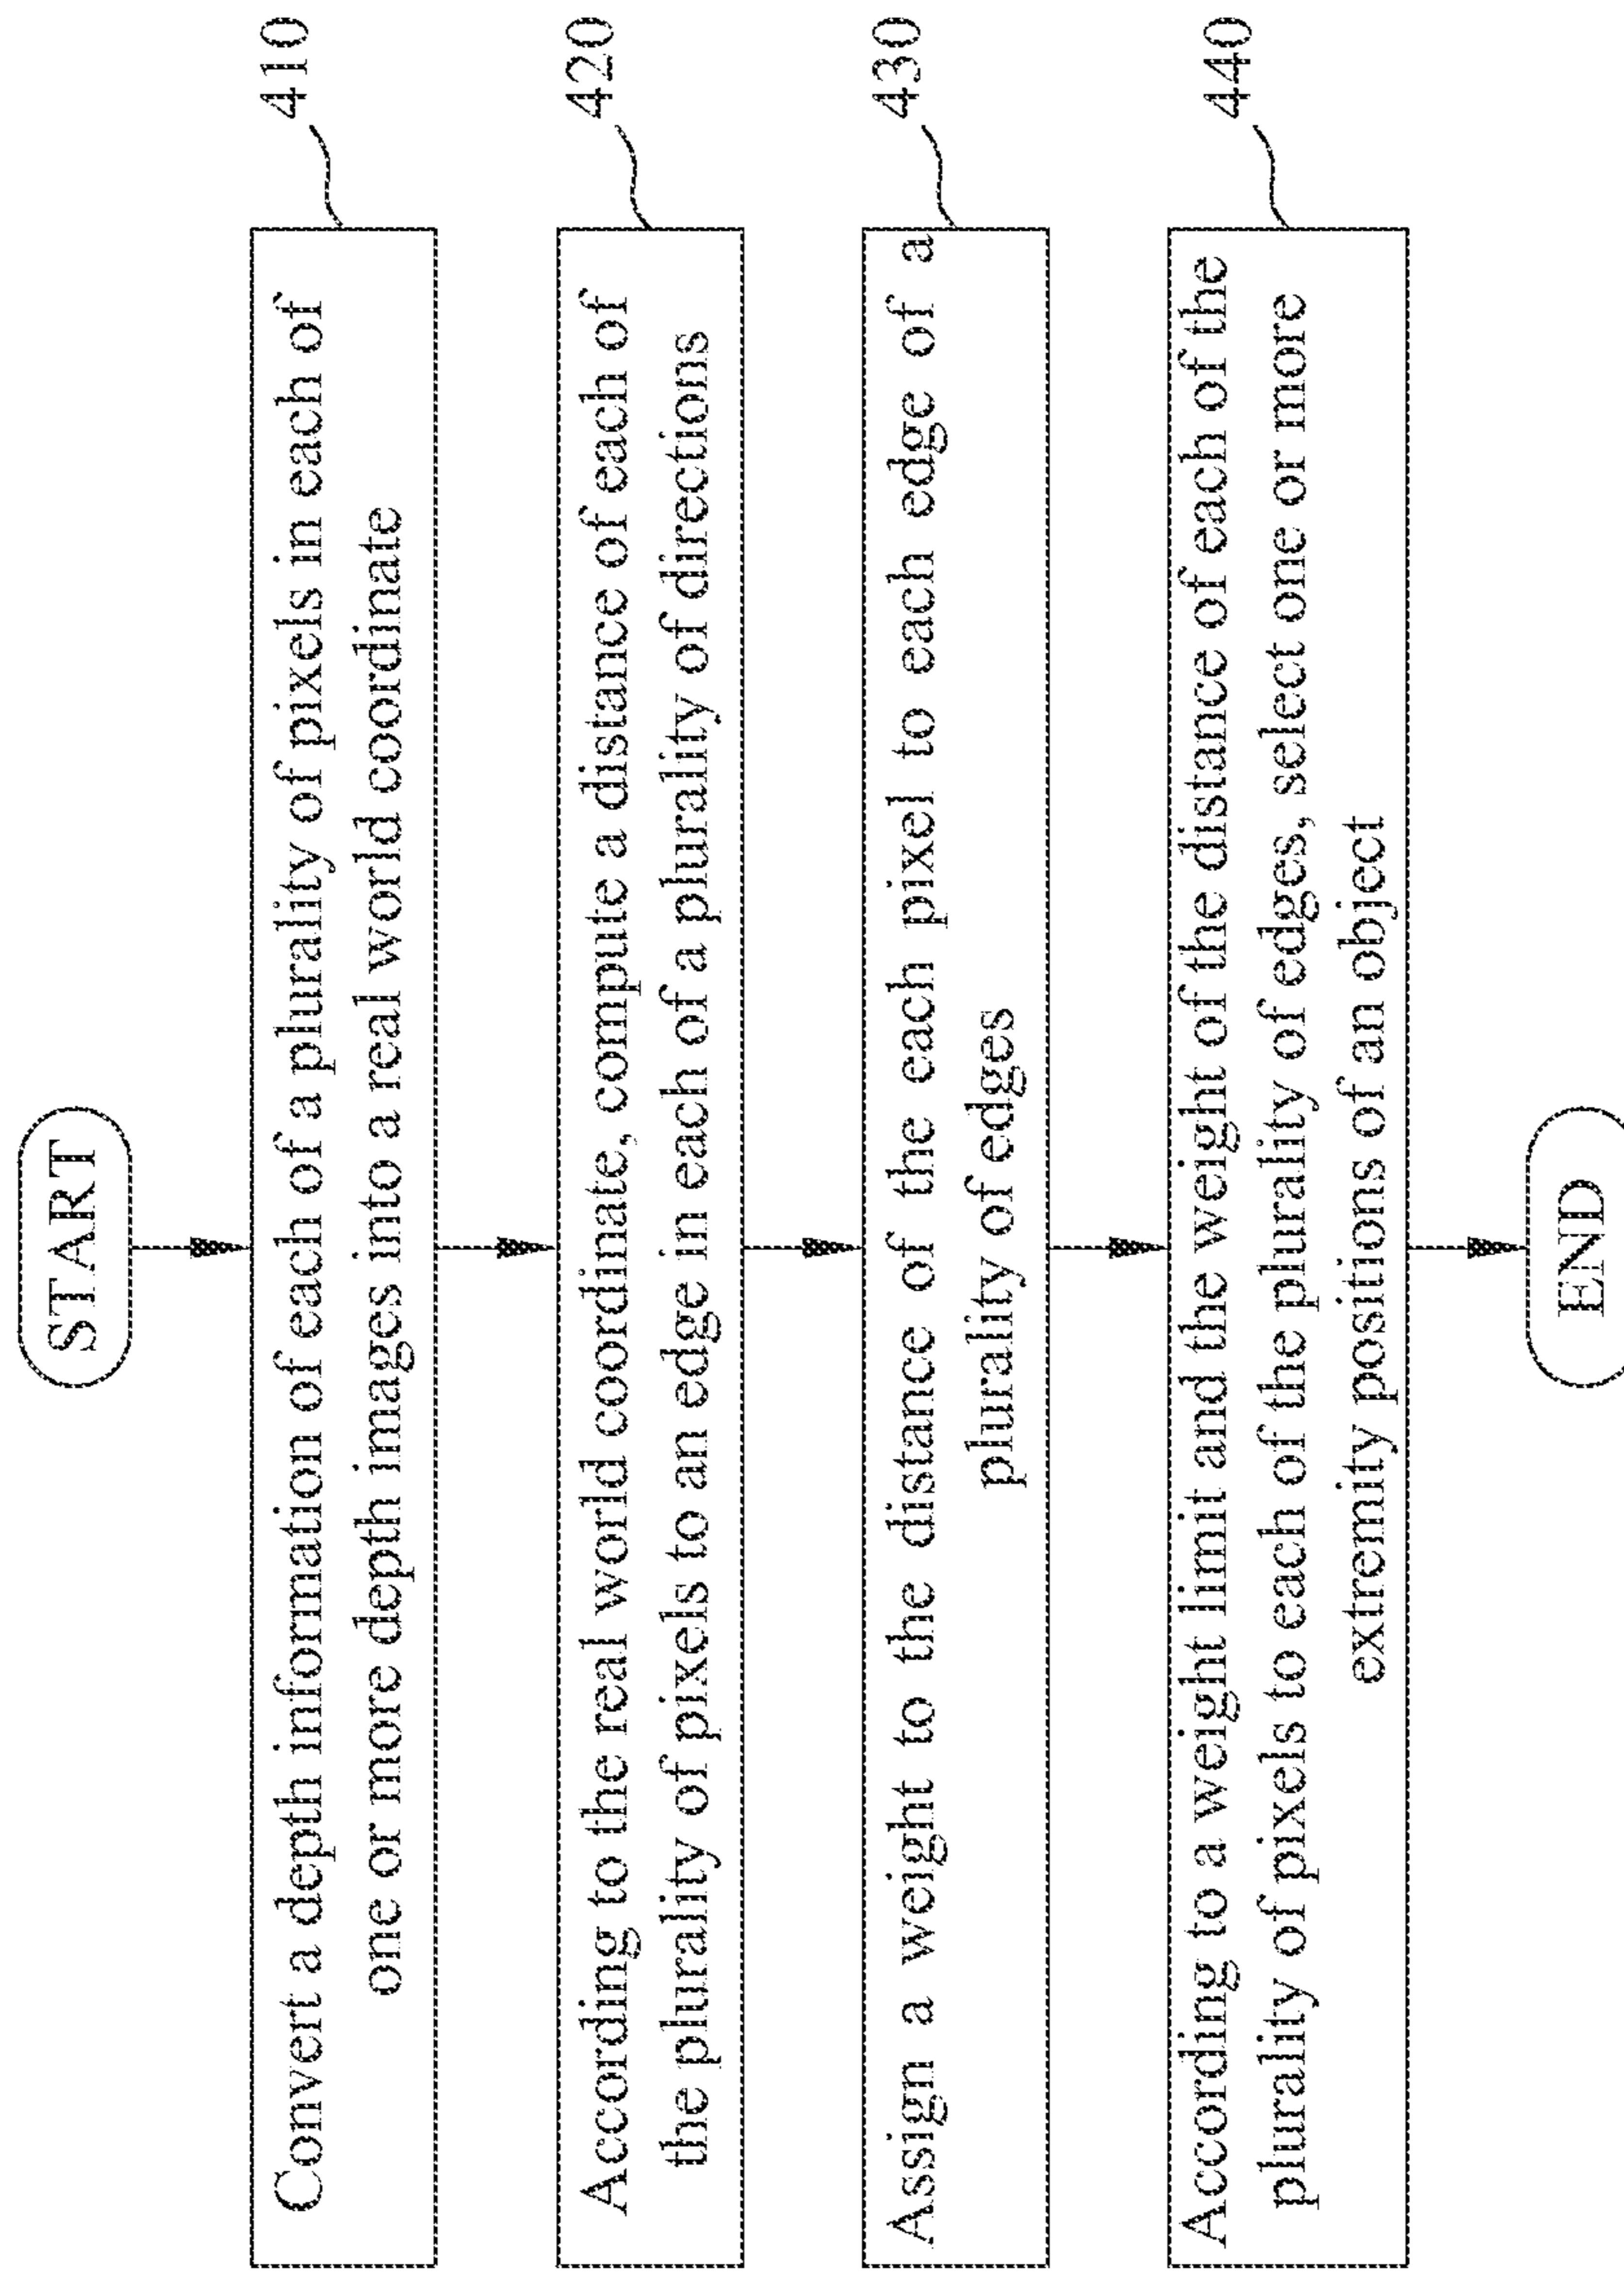 START
410
Convert a depth information of each of a plurality of pixels in each of
one or more depth images into a real world coordinate
420
According to the real world coordinate, compute a distance of each of
the plurality of pixels to an edge in each of a plurality of directions
430
Assign a weight to the distance of the each pixel to each edge of a
plurality of edges
440
According to a weight limit and the weight of the distance of each of the
plurality of pixels to each of the plurality of edges, select one or more
extremity positions of an object
END